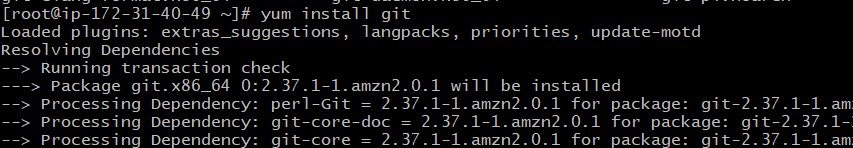 [root@ip-172-31-40-49 ~]# yum install git
Loaded plugins: extras_suggestions, langpacks, priorities, update-motd
Resolving Dependencies
--> Running transaction check
---> Package git.x86_64 0:2.37.1-1.amzn2.0.1 will be installed
--> Processing Dependency: perl-Git = 2.37.1-1.amzn2.0.1 for package: git-2.37.1-1.am
--> Processing Dependency: git-core-doc = 2.37.1-1.amzn2.0.1 for package: git-2.37.1-1
--> Processing Dependency: git-core = 2.37.1-1.amzn2.0.1 for package: git-2.37.1-1.am